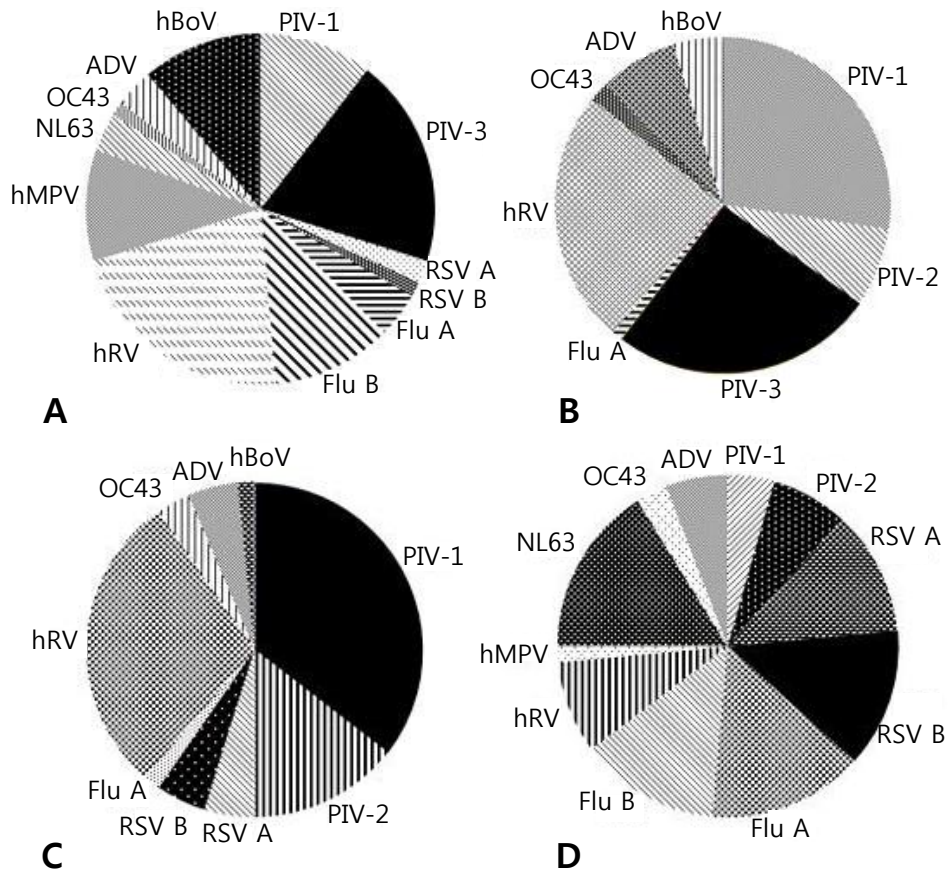 hBoV
PIV-1
ADV
OC43
NL63
PIV-3
hMPV
RSV A
RSV B
Flu A
hRV
Flu B
A
hBoV
ADV
PIV-1
OC43
hRV
PIV-2
Flu A
PIV-3
B
ADV
hBoV
OC43
PIV-1
hRV
Flu A
RSV B
RSV A
PIV-2
C
OC43
ADV
PIV-1
PIV-2
RSV A
NL63
hMPV
hRV
RSV B
Flu B
Flu A
D